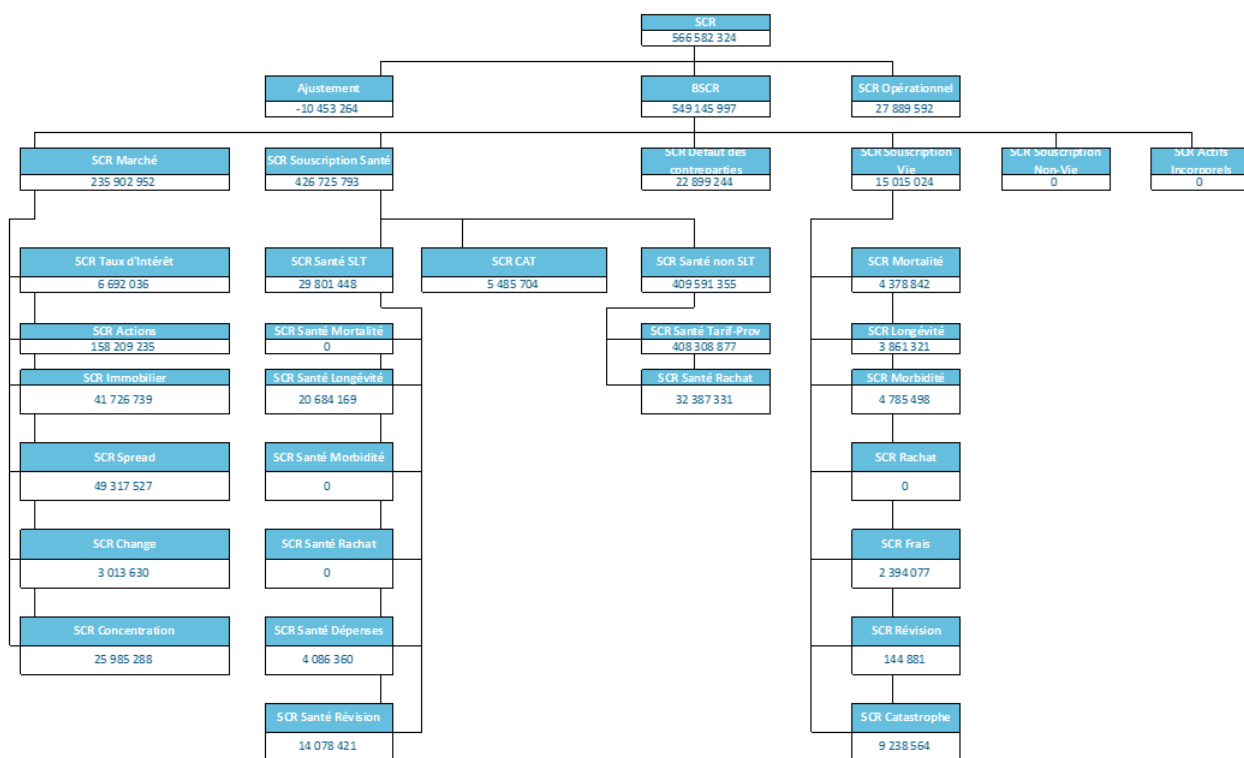 SCR
566 582 324
Ajustement
-10 453 264
BSCR
549 145 997
SCR Opérationnel
27 889 592
SCR Marché
235 902 952
SCR Souscription Santé
426 725 793
SCR Défaut des
contreparties
22 899 244
SCR Souscription
Vie
15 015 024
SCR Souscription
Non-Vie
0
SCR Actifs
Incorporels
0
SCR Taux d'Intérêt
6 692 036
SCR Santé SLT
29 801 448
SCR CAT
5 485 704
SCR Santé non SLT
409 591 355
SCR Mortalité
4 378 842
SCR Actions
158 209 235
SCR Santé Mortalité
0
SCR Santé Tarif-Prov
408 308 877
SCR Longévité
3 861 321
SCR Immobilier
41 726 739
SCR Santé Longévité
20 684 169
SCR Santé Rachat
32 387 331
SCR Morbidité
4 785 498
SCR Spread
49 317 527
SCR Santé Morbidité
0
SCR Rachat
0
SCR Change
3 013 630
SCR Santé Rachat
0
SCR Frais
2 394 077
SCR Concentration
25 985 288
SCR Santé Dépenses
4 086 360
SCR Révision
144 881
SCR Santé Révision
14 078 421
SCR Catastrophe
9 238 564